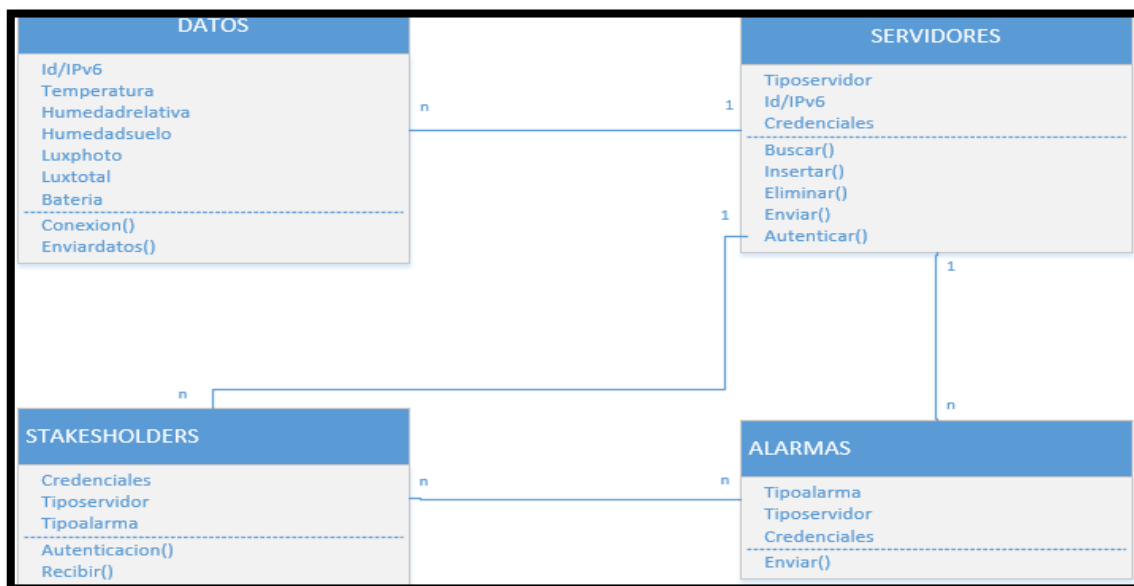 DATOS
Id/IPv6
Temperatura
Humedadrelativa
Humedadsuelo
Luxphoto
Luxtotal
Bateria
Conexion()
Enviardatos()
n
1
SERVIDORES
Tiposervidor
Id/IPv6
Credenciales
Buscar()
Insertar()
Eliminar()
Enviar()
Autenticar()
1
1
n
n
STAKESHOLDERS
Credenciales
Tiposervidor
Tipoalarma
Autenticacion()
Recibir()
n
n
ALARMAS
Tipoalarma
Tiposervidor
Credenciales
Enviar()